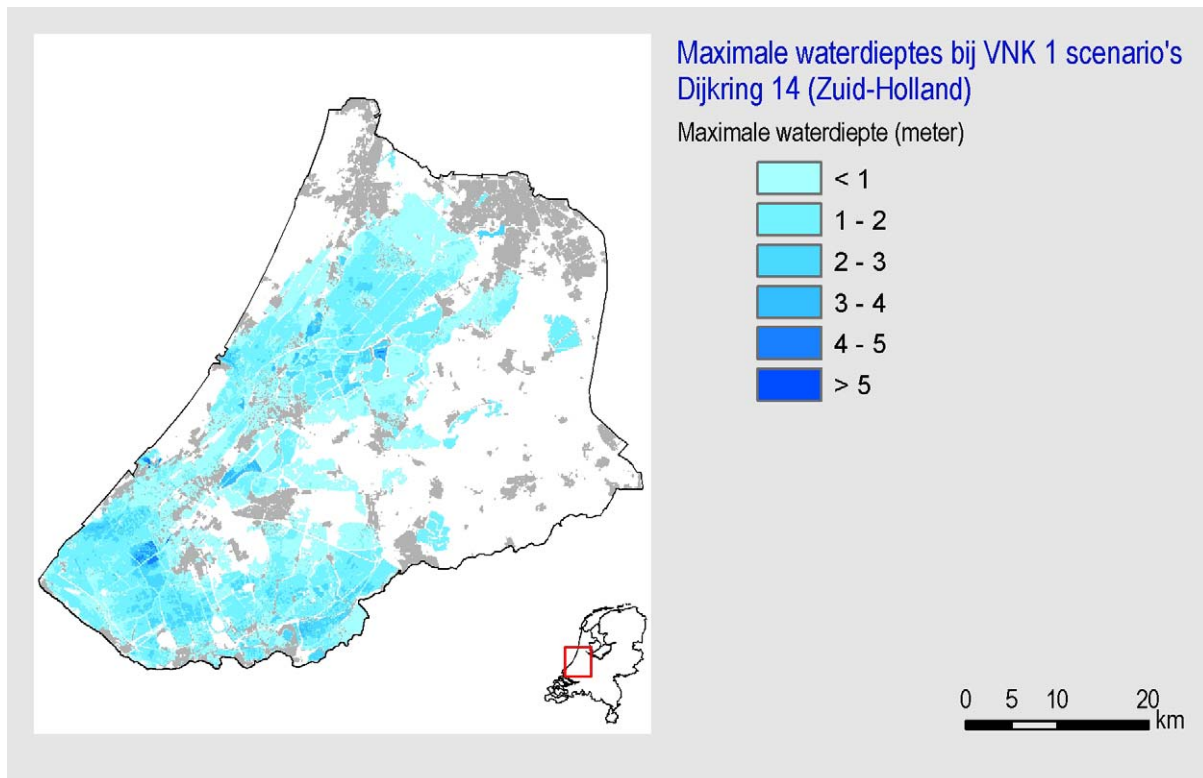 Maximale waterdieptes bij VNK 1 scenario's
Dijkring 14 (Zuid-Holland)
Maximale waterdiepte (meter)
< 1
1 - 2
2 - 3
3 - 4
4 - 5
> 5
0 5 10 20
km